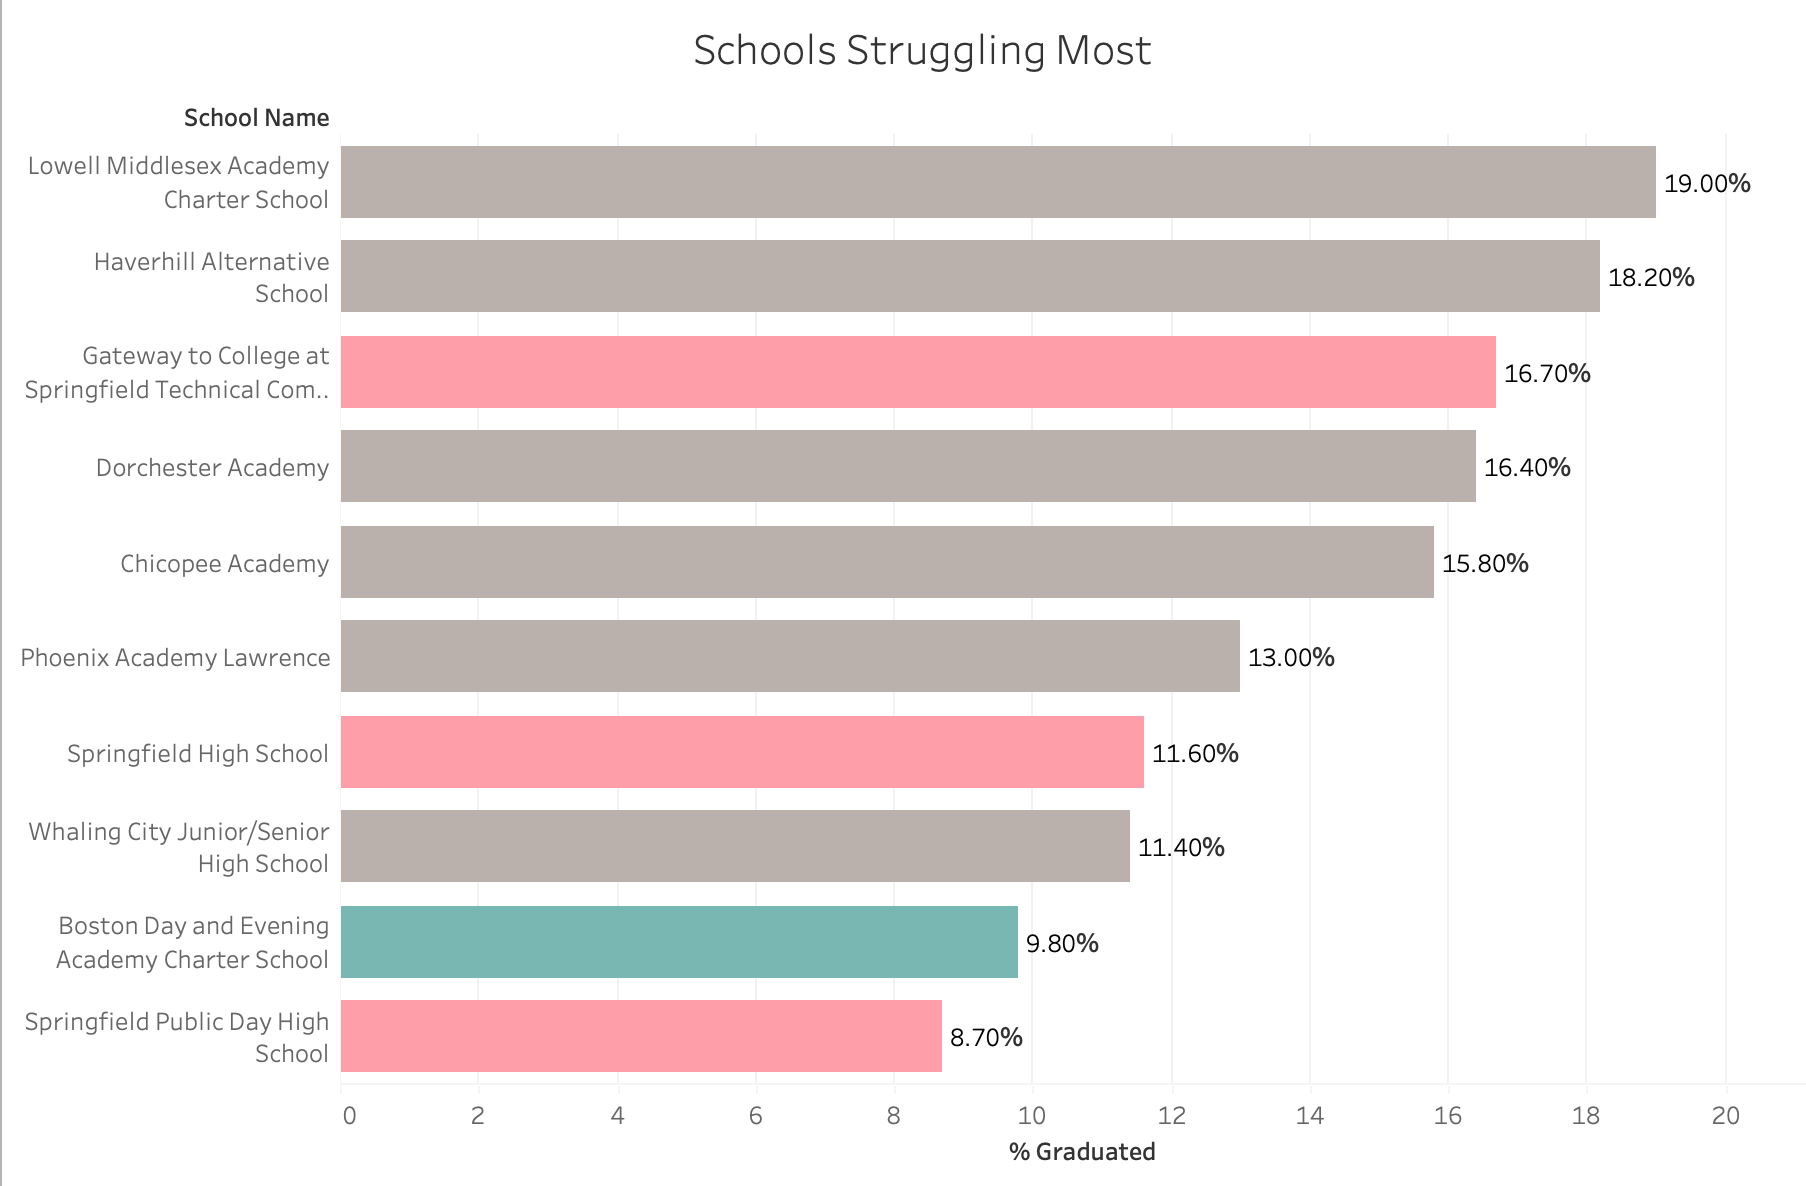 Schools Struggling Most
School Name
Lowell Middlesex Academy
Charter School
19.00%
Haverhill Alternative
School
18.20%
Gateway to College at
Springfield Technical Com..
16.70%
Dorchester Academy
16.40%
Chicopee Academy
15.80%
Phoenix Academy Lawrence
13.00%
Springfield High School
11.60%
Whaling City Junior/Senior
High School
11.40%
Boston Day and Evening
Academy Charter School
9.80%
Springfield Public Day High
School
8.70%
0 2 4 6 8 10 12 14 16 18 20
% Graduated